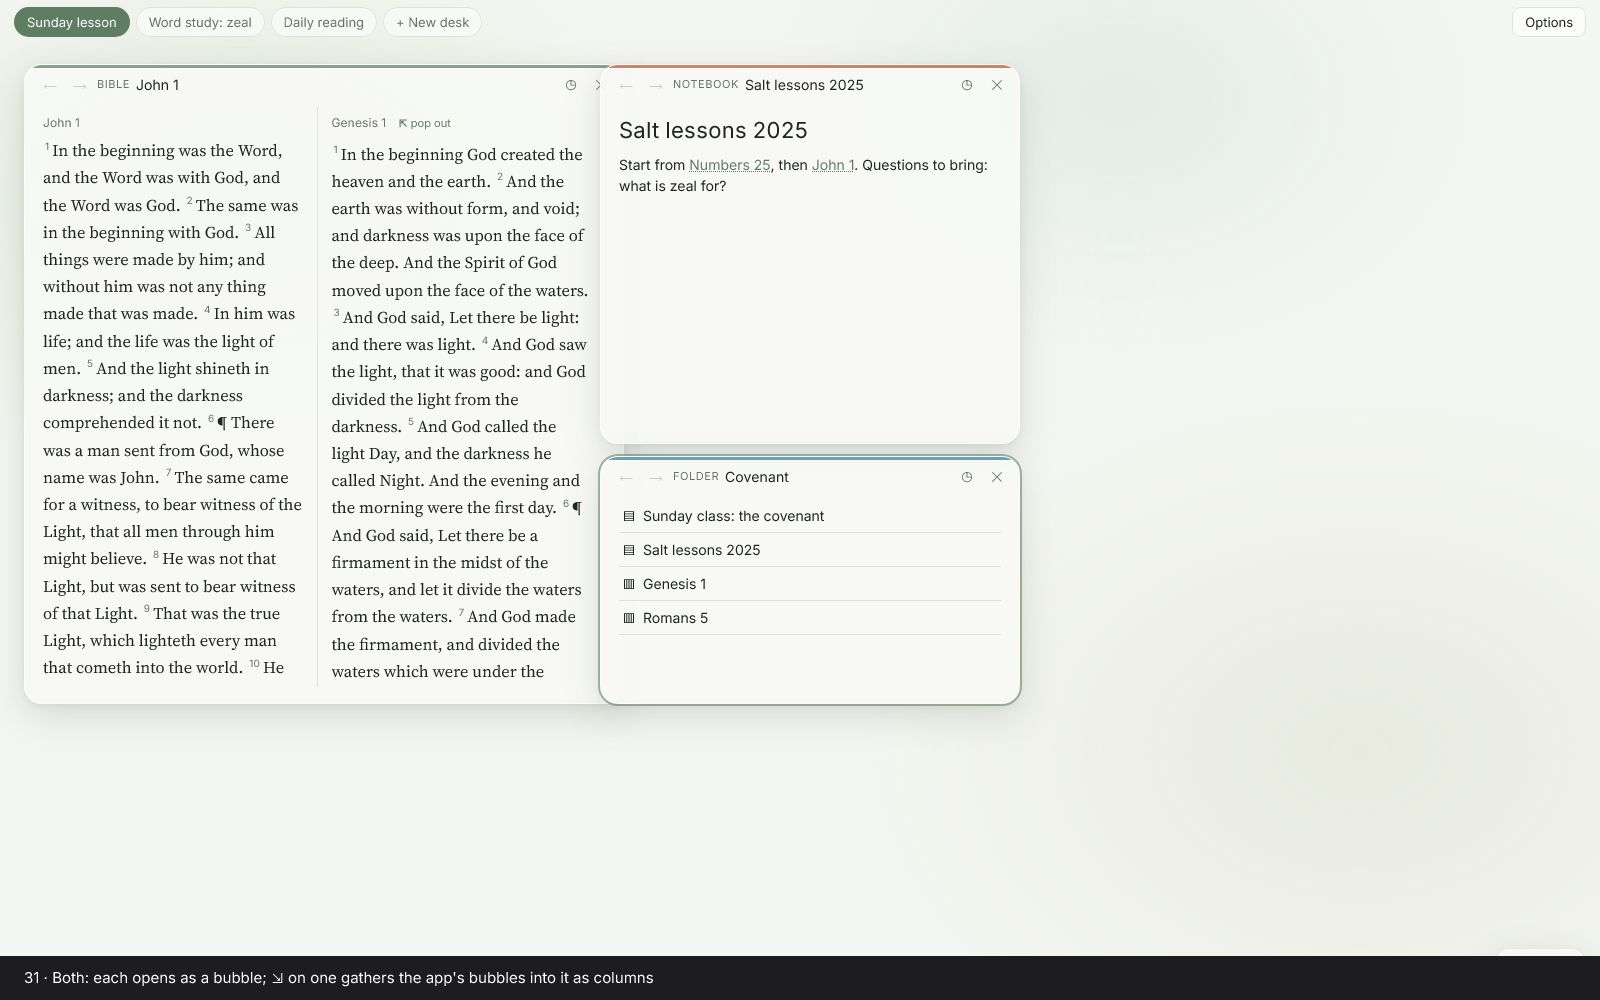 Sunday lesson
Word study: zeal
Daily reading
+ New desk
Options
← → BIBLE John 1
John 1
1 In the beginning was the Word,
and the Word was with God, and
the Word was God. 2 The same was
in the beginning with God. 3 All
things were made by him; and
without him was not any thing
made that was made. 4 In him was
life; and the life was the light of
men. 5 And the light shineth in
darkness; and the darkness
comprehended it not. 6 ¶ There
was a man sent from God, whose
name was John. 7 The same came
for a witness, to bear witness of the
Light, that all men through him
might believe. 8 He was not that
Light, but was sent to bear witness
of that Light. 9 That was the true
Light, which lighteth every man
that cometh into the world. 10 He
Genesis 1 ⇱ pop out
1 In the beginning God created the
heaven and the earth. 2 And the
earth was without form, and void;
and darkness was upon the face of
the deep. And the Spirit of God
moved upon the face of the waters.
3 And God said, Let there be light:
and there was light. 4 And God saw
the light, that it was good: and God
divided the light from the
darkness. 5 And God called the
light Day, and the darkness he
called Night. And the evening and
the morning were the first day. 6 ¶
And God said, Let there be a
firmament in the midst of the
waters, and let it divide the waters
from the waters. 7 And God made
the firmament, and divided the
waters which were under the
← → NOTEBOOK Salt lessons 2025
Salt lessons 2025
Start from Numbers 25, then John 1. Questions to bring:
what is zeal for?
← → FOLDER Covenant
Sunday class: the covenant
Salt lessons 2025
Genesis 1
Romans 5
31 · Both: each opens as a bubble; ⇲ on one gathers the app's bubbles into it as columns